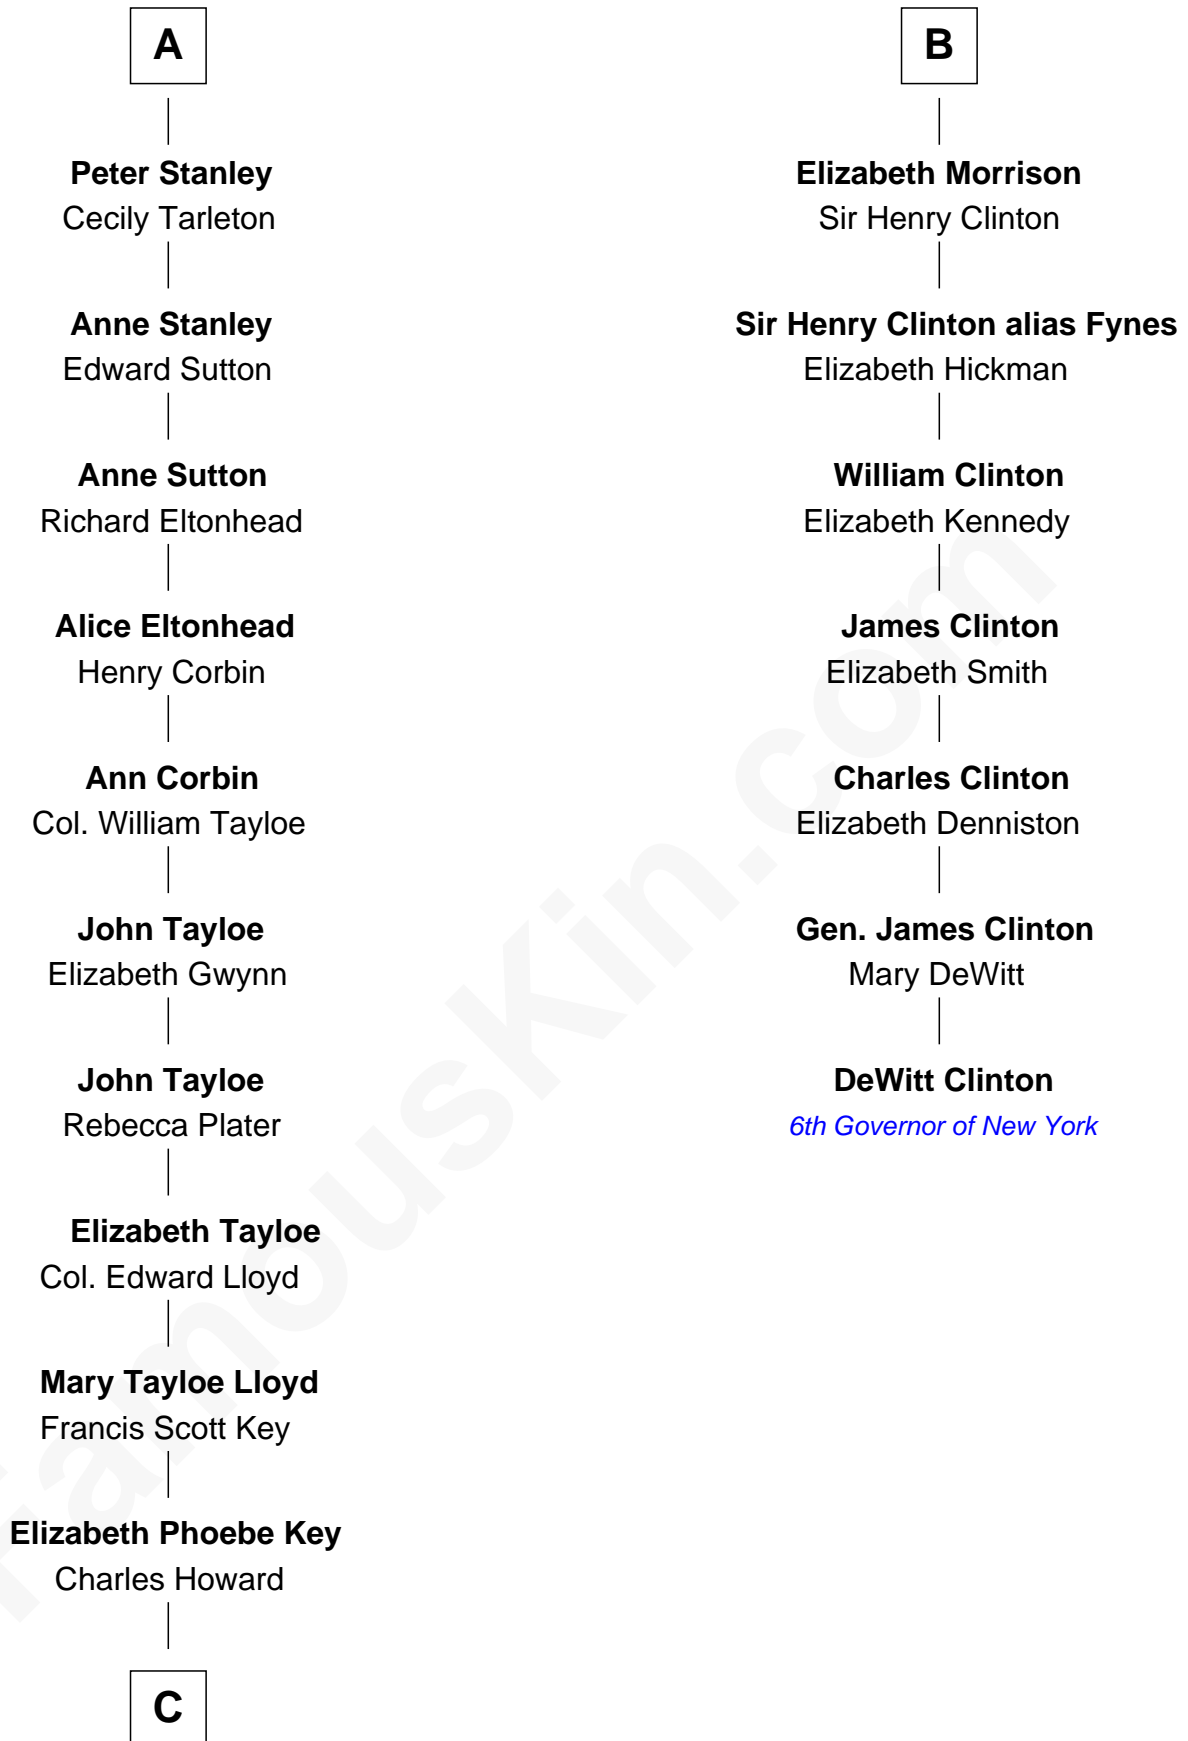 A
Peter Stanley
Cecily Tarleton
Anne Stanley
Edward Sutton
Anne Sutton
Richard Eltonhead
Alice Eltonhead
Henry Corbin
Ann Corbin
Col. William Tayloe
John Tayloe
Elizabeth Gwynn
John Tayloe
Rebecca Plater
Elizabeth Tayloe
Col. Edward Lloyd
Mary Tayloe Lloyd
Francis Scott Key
Elizabeth Phoebe Key
Charles Howard
C
B
Elizabeth Morrison
Sir Henry Clinton
Sir Henry Clinton alias Fynes
Elizabeth Hickman
William Clinton
Elizabeth Kennedy
James Clinton
Elizabeth Smith
Charles Clinton
Elizabeth Denniston
Gen. James Clinton
Mary DeWitt
DeWitt Clinton
6th Governor of New York
FamousKin.com